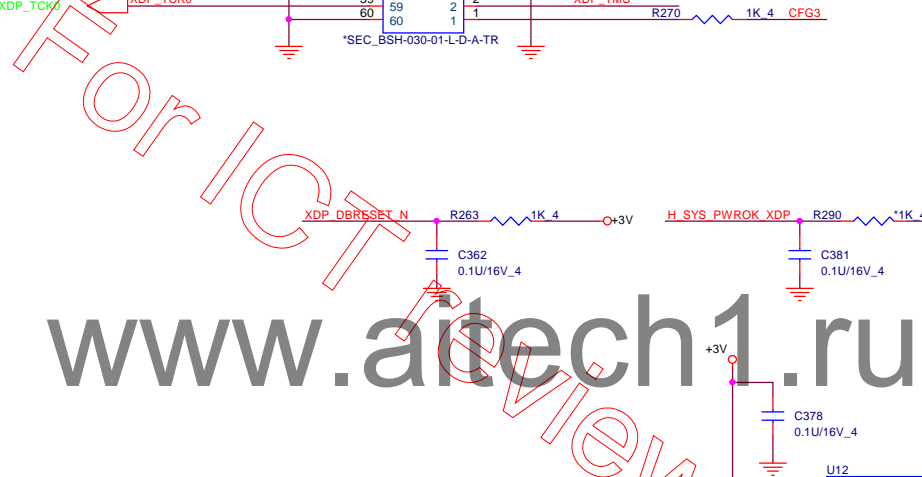 XDP_TCK0
59 59 2 2
60 60 1 1 R270 1K_4 CFG3
*SEC_BSH-030-01-L-D-A-TR
For ICT review
XDP_DBRESET_N R263 1K_4 +3V
H_SYS_PWROK_XDP R290
C362
0.1U/16V_4
C381
0.1U/16V_4
www.aitech1.ru
+3V
C378
0.1U/16V_4
U12